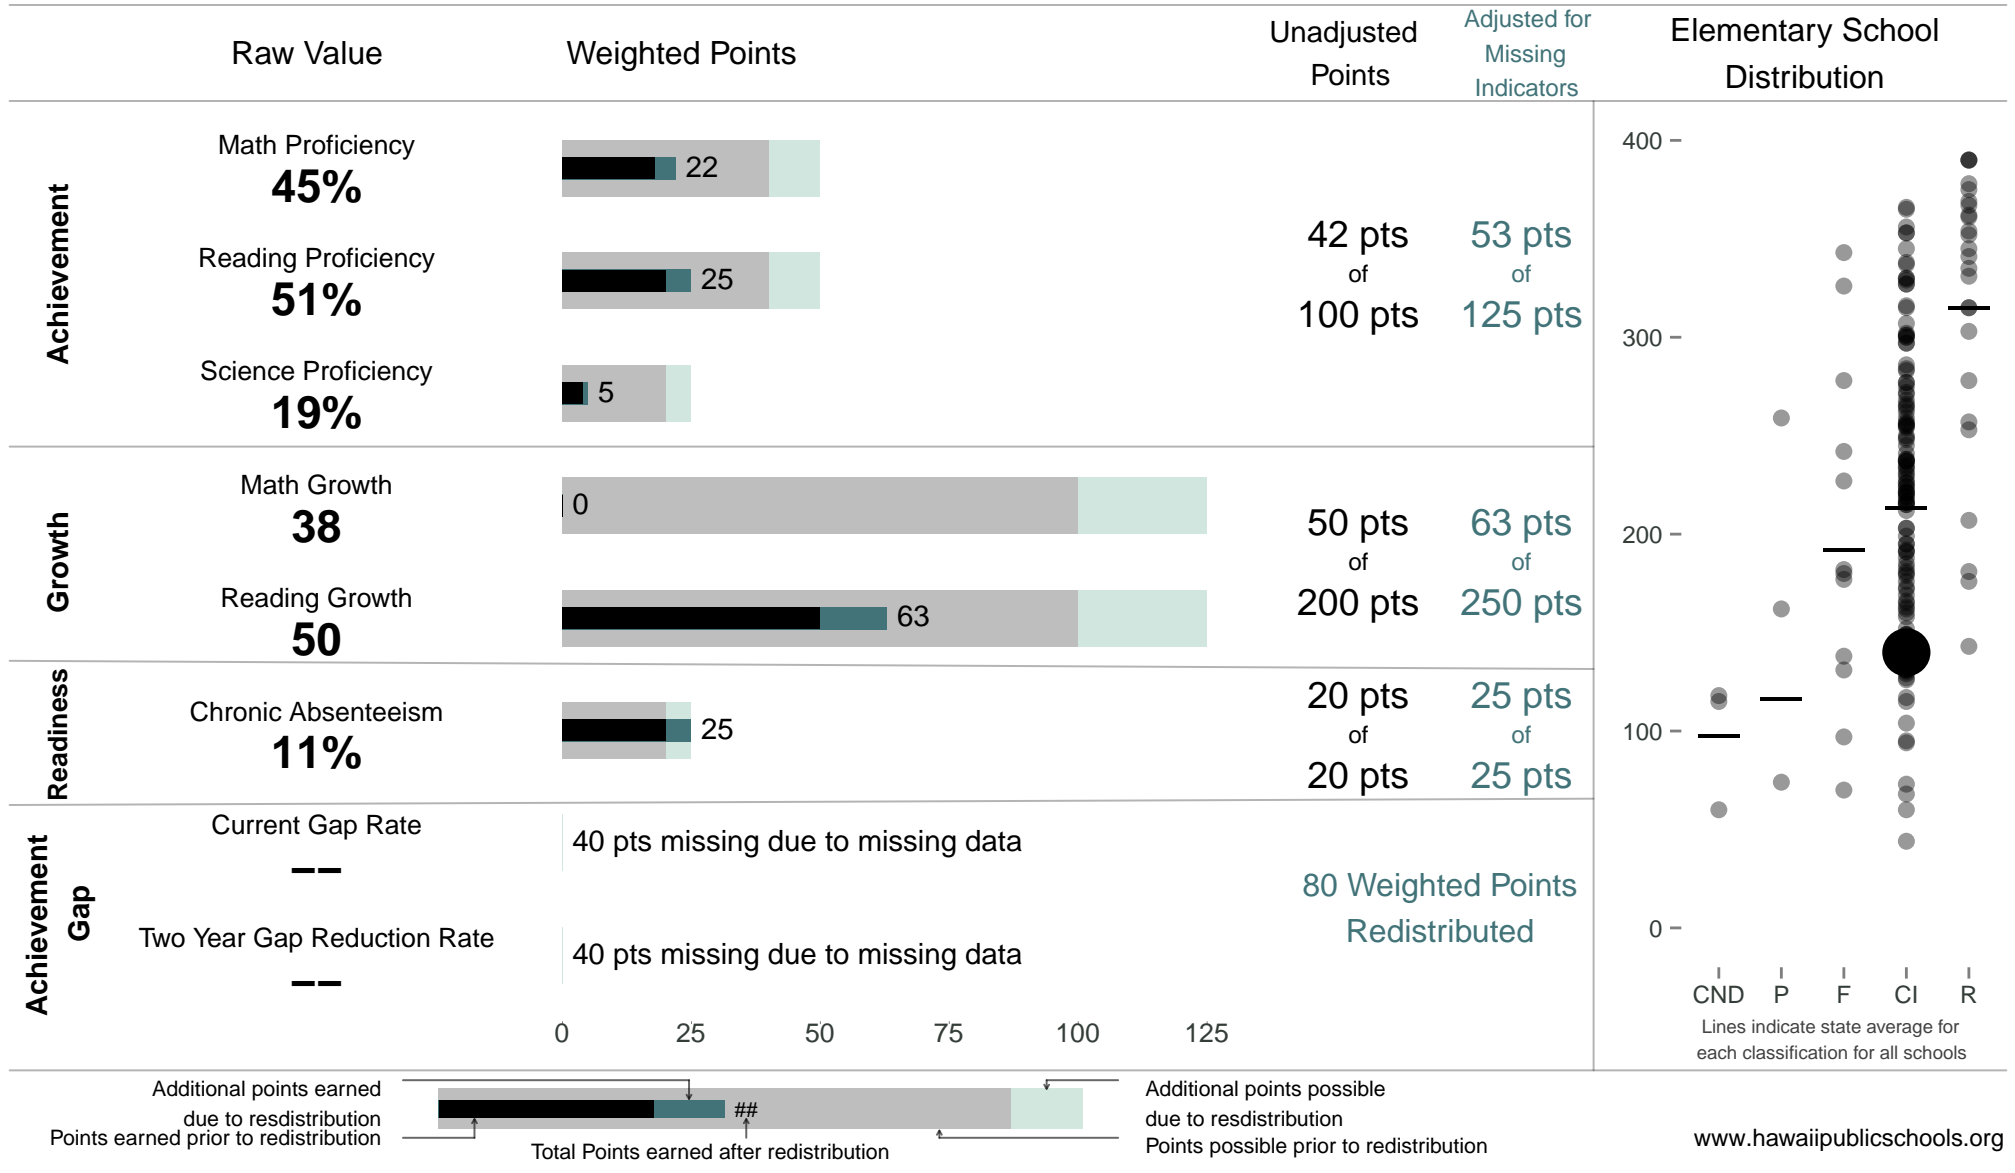 Raw Value
Weighted Points
Unadjusted
Points
Adjusted for
Missing
Indicators
Elementary School
Distribution
Achievement
Math Proficiency
45%
22
Reading Proficiency
51%
25
Science Proficiency
19%
5
42 pts
of
100 pts
53 pts
of
125 pts
Growth
Math Growth
38
0
Reading Growth
50
63
50 pts
of
200 pts
63 pts
of
250 pts
Readiness
Chronic Absenteeism
11%
25
20 pts
of
20 pts
25 pts
of
25 pts
Achievement
Gap
Current Gap Rate
--
40 pts missing due to missing data
Two Year Gap Reduction Rate
--
40 pts missing due to missing data
80 Weighted Points
Redistributed
0 25 50 75 100 125
400
300
200
100
0
CND P F CI R
Lines indicate state average for
each classification for all schools
Additional points earned
due to resdistribution
Points earned prior to redistribution
##
Total Points earned after redistribution
Additional points possible
due to resdistribution
Points possible prior to redistribution
www.hawaiipublicschools.org